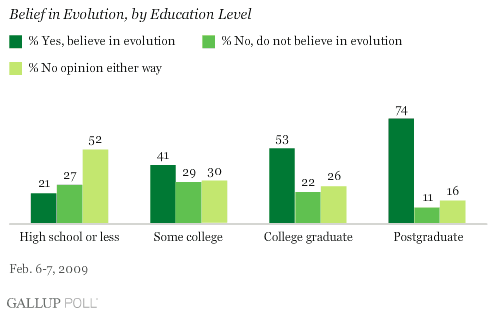 Belief in Evolution, by Education Level
% Yes, believe in evolution % No, do not believe in evolution
% No opinion either way
21 27 52 41 29 30 53 22 26 74 11 16
High school or less Some college College graduate Postgraduate
Feb. 6-7, 2009
GALLUP POLL